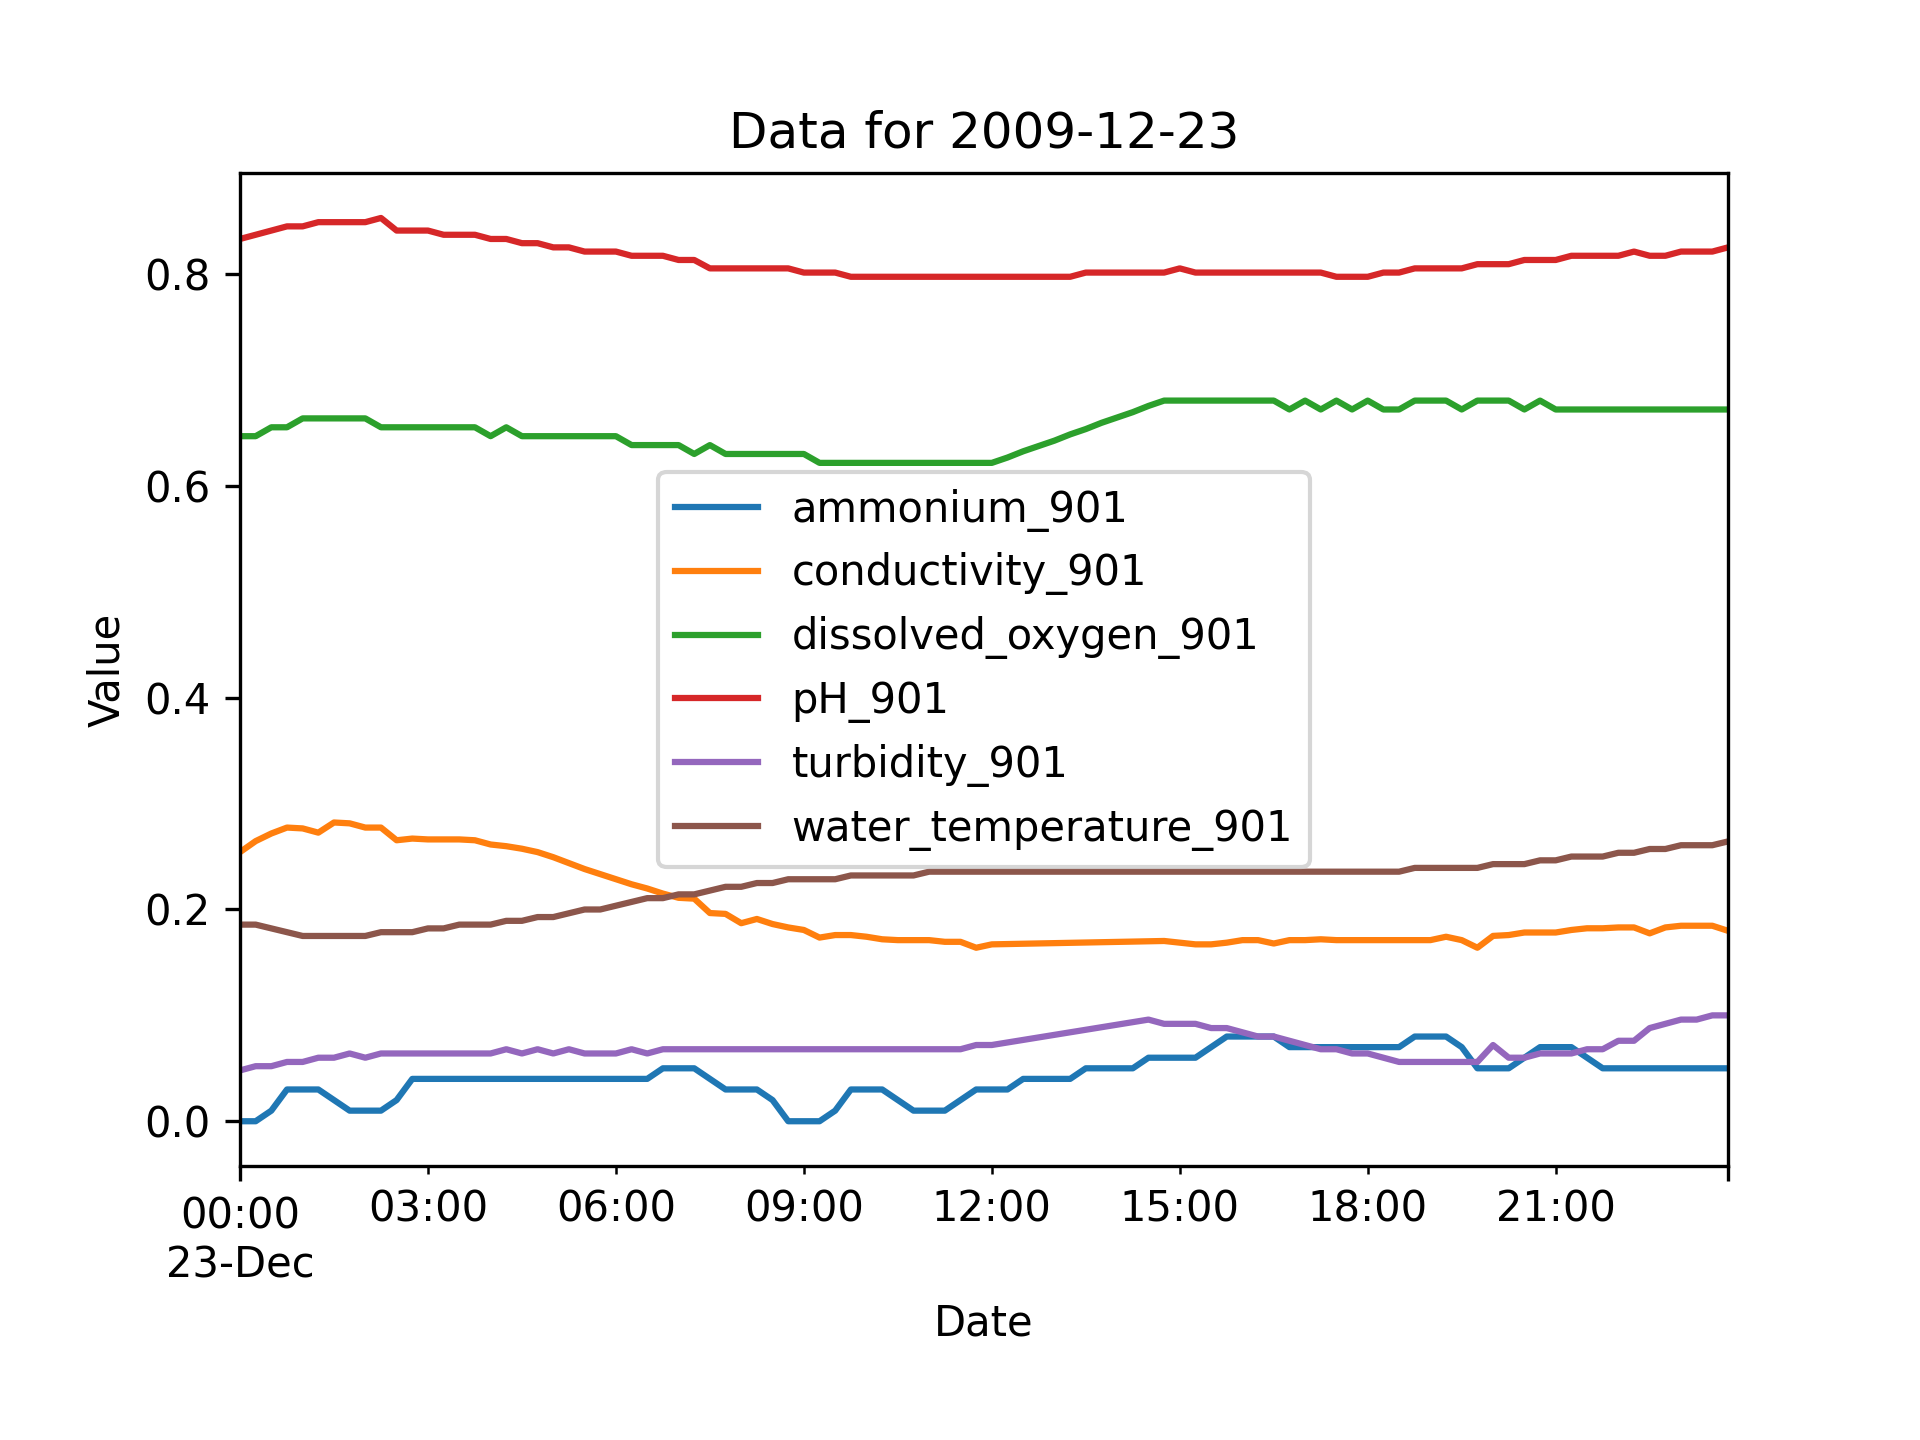 Data for 2009-12-23
Value
0.8
0.6
0.4
0.2
0.0
ammonium_901
conductivity_901
dissolved_oxygen_901
pH_901
turbidity_901
water_temperature_901
00:00 03:00 06:00 09:00 12:00 15:00 18:00 21:00
23-Dec
Date